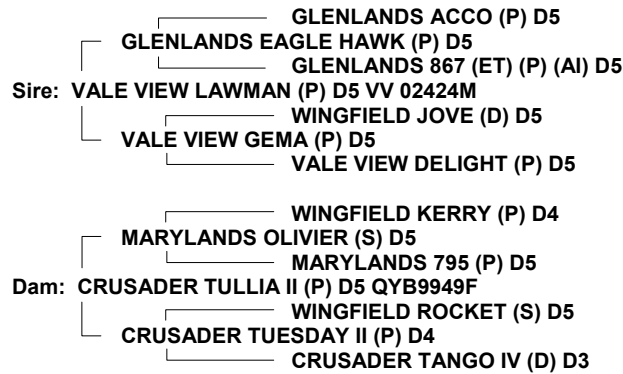 GLENLANDS ACCO (P) D5
GLENLANDS EAGLE HAWK (P) D5
GLENLANDS 867 (ET) (P) (AI) D5
Sire: VALE VIEW LAWMAN (P) D5 VV 02424M
WINGFIELD JOVE (D) D5
VALE VIEW GEMA (P) D5
VALE VIEW DELIGHT (P) D5
WINGFIELD KERRY (P) D4
MARYLANDS OLIVIER (S) D5
MARYLANDS 795 (P) D5
Dam: CRUSADER TULLIA II (P) D5 QYB9949F
WINGFIELD ROCKET (S) D5
CRUSADER TUESDAY II (P) D4
CRUSADER TANGO IV (D) D3